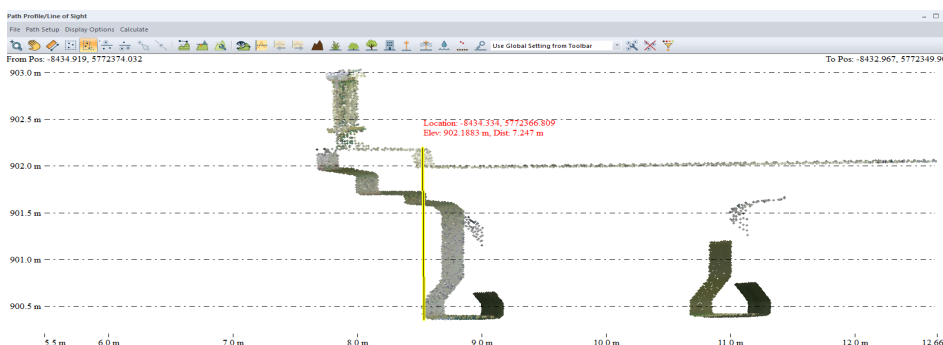 Path Profile/Line of Sight
File Path Setup Display Options Calculate
Use Global Setting from Toolbar
From Pos: -8434.919, 5772374.032 To Pos: -8432.967, 5772349.90
903.0 m
902.5 m
Location: -8434.334, 5772366.809
Elev: 902.1883 m, Dist: 7.247 m
902.0 m
901.5 m
901.0 m
900.5 m
5.5 m 6.0 m 7.0 m 8.0 m 9.0 m 10.0 m 11.0 m 12.0 m 12.66